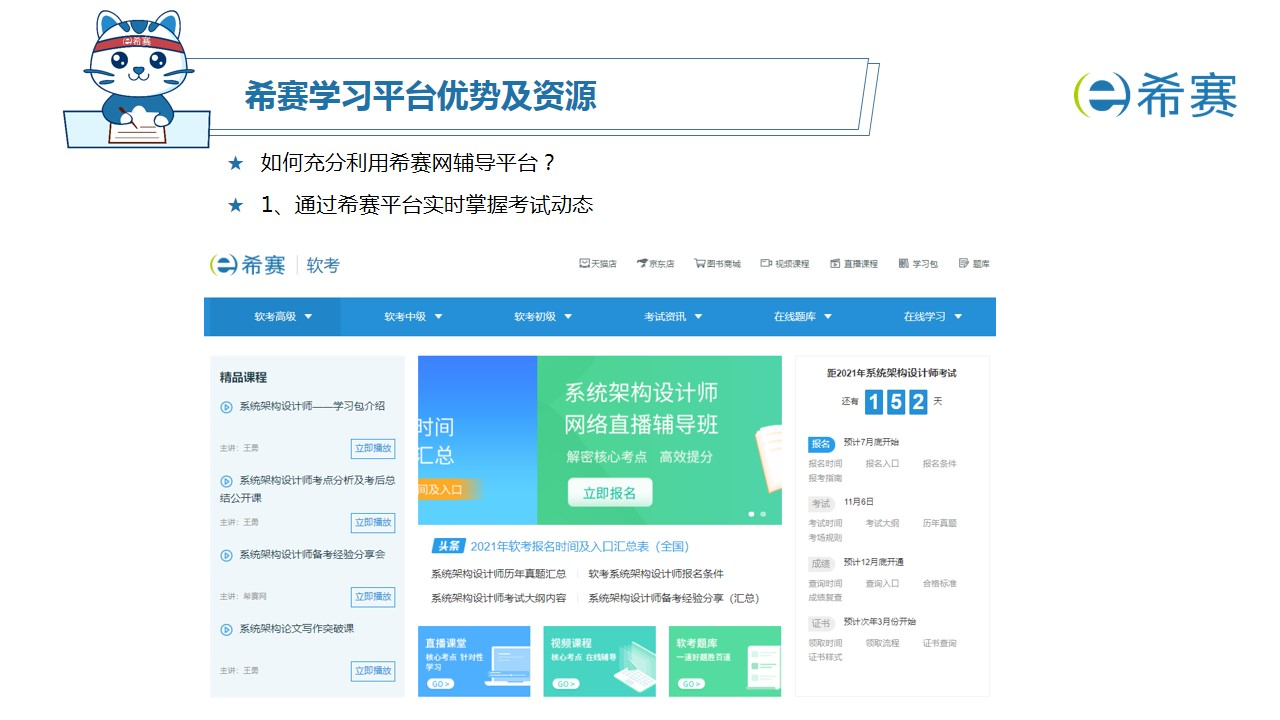 希赛
希赛学习平台优势及资源
希赛
★ 如何充分利用希赛网辅导平台？
★ 1、通过希赛平台实时掌握考试动态
希赛 软考
天猫店 京东店 图书商城 视频课程 直播课程 学习包 题库
软考高级 软考中级 软考初级 考试资讯 在线题库 在线学习
精品课程
系统架构设计师——学习包介绍
主讲：王勇 立即播放
系统架构设计师考点分析及考后总
结公开课
主讲：王勇 立即播放
系统架构设计师备考经验分享会
主讲：希赛网 立即播放
系统架构论文写作突破课
主讲：王勇 立即播放
时间
汇总
间及入口
系统架构设计师
网络直播辅导班
解密核心考点 高效提分
立即报名
头条 2021年软考报名时间及入口汇总表（全国）
系统架构设计师历年真题汇总 软考系统架构设计师报名条件
系统架构设计师考试大纲内容 系统架构设计师备考经验分享（汇总）
直播课堂
核心考点 针对性
学习
GO >
视频课程
核心考点 在线辅导
GO >
软考题库
一道好题胜百道
GO >
距2021年系统架构设计师考试
还有 1 5 2 天
报名 预计7月底开始
报名时间 报名入口 报名条件
报考指南
考试 11月6日
考试时间 考试大纲 历年真题
考场规则
成绩 预计12月底开通
查询时间 查询入口 合格标准
成绩复查
证书 预计次年3月份开始
领取时间 领取流程 证书查询
证书样式